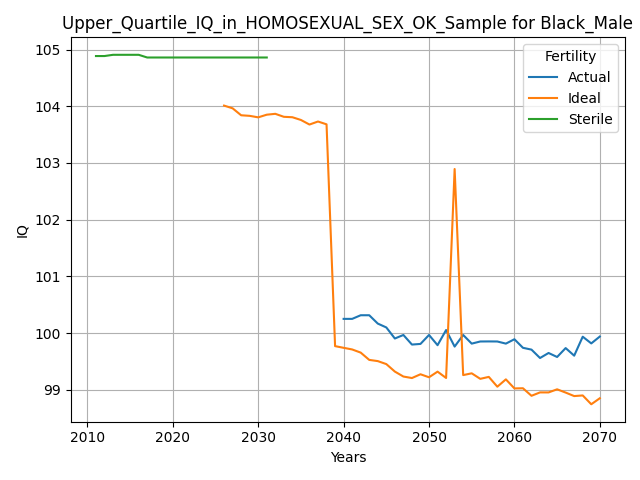 Upper_Quartile_IQ_in_HOMOSEXUAL_SEX_OK_Sample for Black_Male
Fertility
Actual
Ideal
Sterile
IQ
105
104
103
102
101
100
99
2010 2020 2030 2040 2050 2060 2070
Years